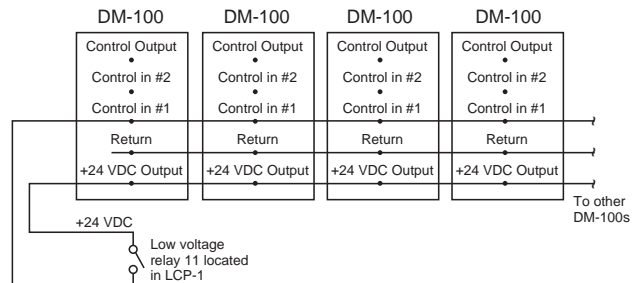 DM-100 DM-100 DM-100 DM-100
Control Output Control Output Control Output Control Output
Control in #2 Control in #2 Control in #2 Control in #2
Control in #1 Control in #1 Control in #1 Control in #1
Return Return Return Return
+24 VDC Output +24 VDC Output +24 VDC Output +24 VDC Output
To other
DM-100s
+24 VDC
Low voltage
relay 11 located
in LCP-1